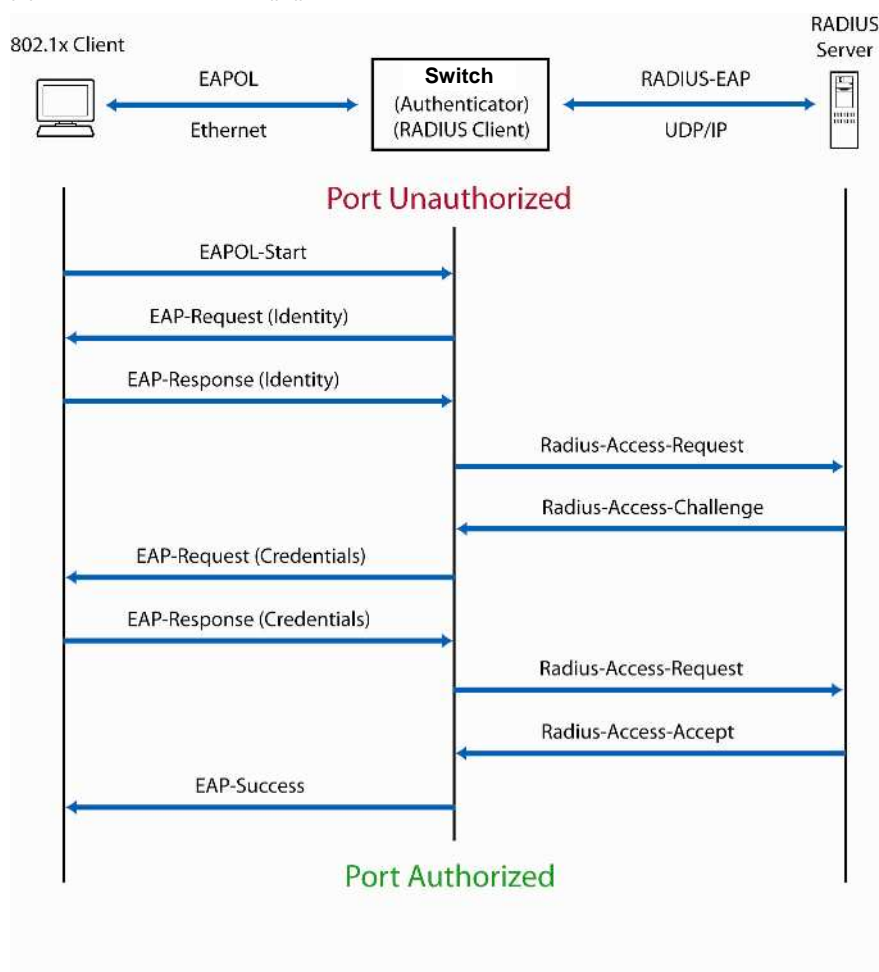 802.1x Client
RADIUS
Server
EAPOL
Ethernet
Switch
(Authenticator)
(RADIUS Client)
RADIUS-EAP
UDP/IP
Port Unauthorized
EAPOL-Start
EAP-Request (Identity)
EAP-Response (Identity)
Radius-Access-Request
Radius-Access-Challenge
EAP-Request (Credentials)
EAP-Response (Credentials)
Radius-Access-Request
Radius-Access-Accept
EAP-Success
Port Authorized